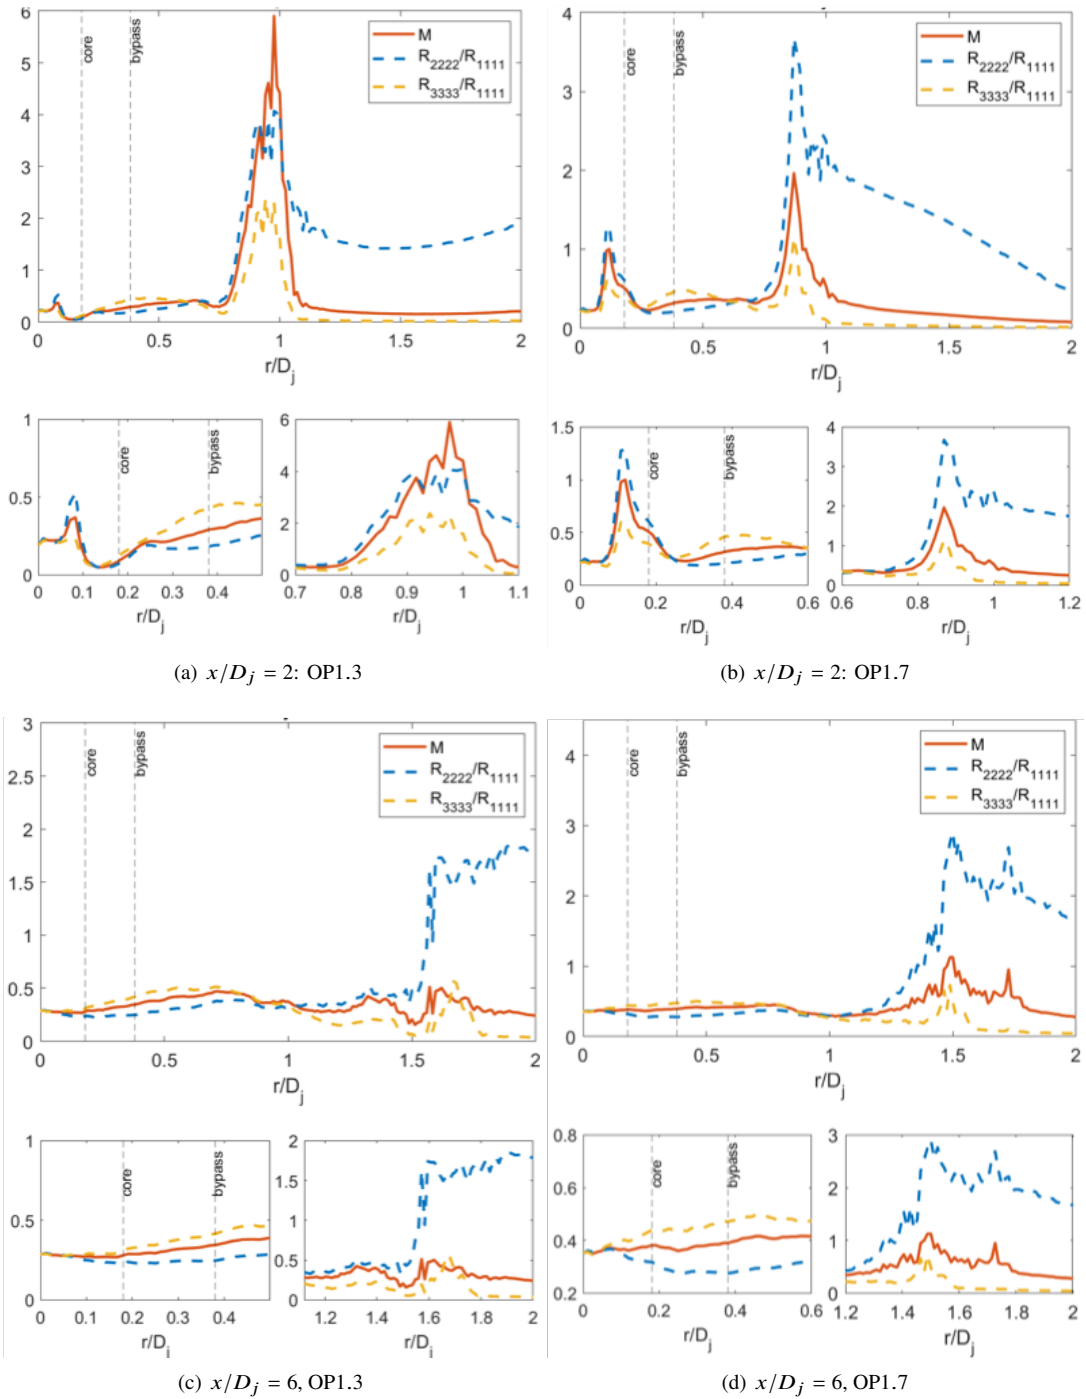 6
5
4
3
2
1
0
core
bypass
M
R2222/R1111
R3333/R1111
0 0.5 1 1.5 2
r/Dj
4
3
2
1
0
core
bypass
M
R2222/R1111
R3333/R1111
0 0.5 1 1.5 2
r/Dj
1
0.5
0
core
bypass
0 0.1 0.2 0.3 0.4
r/Dj
6
4
2
0
0.7 0.8 0.9 1 1.1
r/Dj
1.5
1
0.5
0
core
bypass
0 0.2 0.4 0.6
r/Dj
4
3
2
1
0
0.6 0.8 1 1.2
r/Dj
(a) x/Dj = 2: OP1.3
(b) x/Dj = 2: OP1.7
3
2.5
2
1.5
1
0.5
0
core
bypass
M
R2222/R1111
R3333/R1111
0 0.5 1 1.5 2
r/Dj
4
3
2
1
0
core
bypass
M
R2222/R1111
R3333/R1111
0 0.5 1 1.5 2
r/Dj
1
0.5
0
core
bypass
0 0.1 0.2 0.3 0.4
r/Dj
2
1.5
1
0.5
0
1.2 1.4 1.6 1.8 2
r/Dj
0.8
0.6
0.4
0.2
core
bypass
0 0.2 0.4 0.6
r/Dj
3
2
1
0
1.2 1.4 1.6 1.8 2
r/Dj
(c) x/Dj = 6, OP1.3
(d) x/Dj = 6, OP1.7